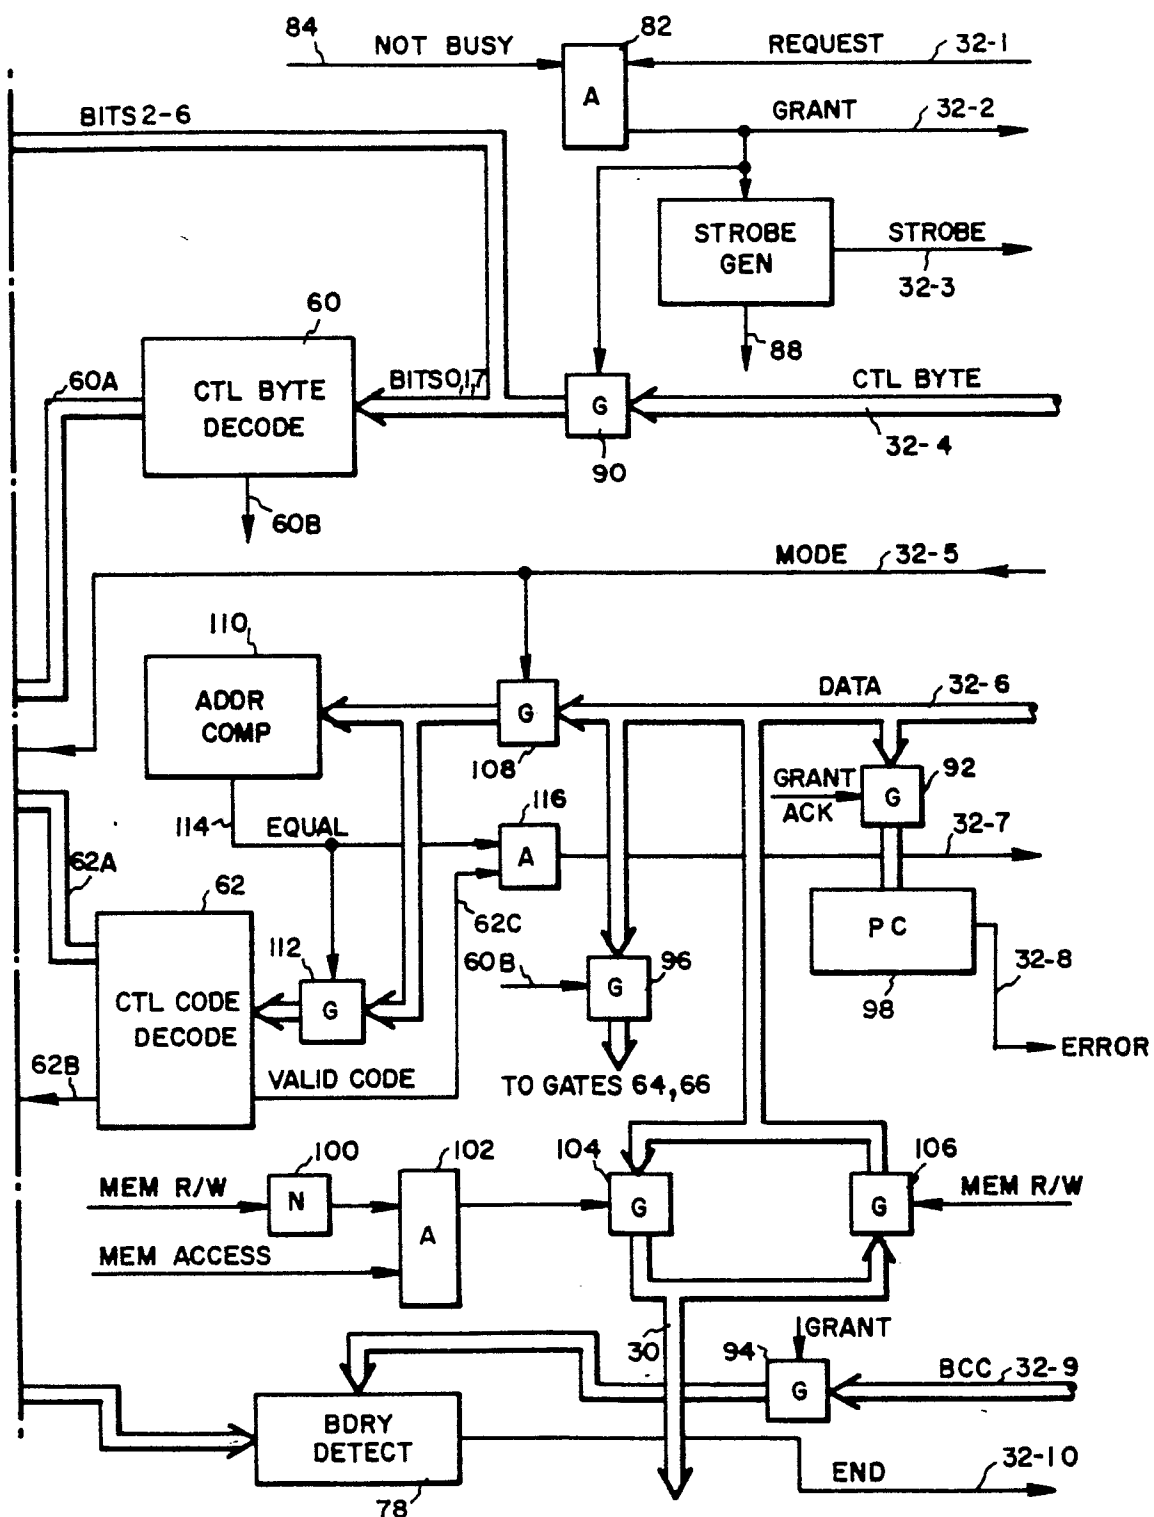 84
NOT BUSY
82
REQUEST
32-1
A
BITS 2-6
GRANT
32-2
STROBE
GEN
STROBE
32-3
88
60
60A
CTL BYTE
DECODE
BITS 0,1,7
G
90
CTL BYTE
32-4
60B
MODE
32-5
110
ADDR
COMP
G
108
DATA
32-6
GRANT
ACK
G
92
114
EQUAL
116
A
32-7
62A
62
62C
PC
98
32-8
112
G
60B
G
96
CTL CODE
DECODE
ERROR
62B
VALID CODE
TO GATES 64,66
100
102
104
106
MEM R/W
N
A
G
G
MEM R/W
MEM ACCESS
30
GRANT
94
G
BCC
32-9
BDRY
DETECT
78
END
32-10